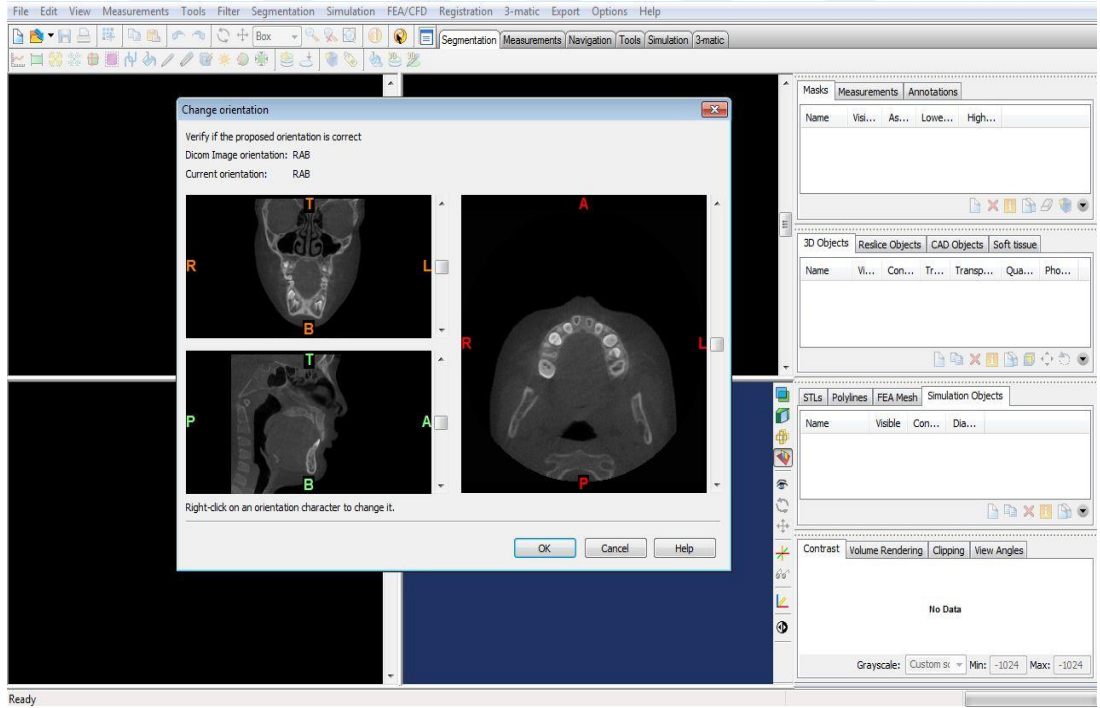 File Edit View Measurements Tools Filter Segmentation Simulation FEA/CFD Registration 3-matic Export Options Help
Box Segmentation Measurements Navigation Tools Simulation 3-matic
Change orientation
Verify if the proposed orientation is correct
Dicom Image orientation: RAB
Current orientation: RAB
T
R L
B
T
P A
B
A
R L
P
Right-click on an orientation character to change it.
OK Cancel Help
Masks Measurements Annotations
Name Visi... As... Lowe... High...
3D Objects Reslice Objects CAD Objects Soft tissue
Name Vi... Con... Tr... Transp... Qua... Pho...
STLs Polylines FEA Mesh Simulation Objects
Name Visible Con... Dia...
Contrast Volume Rendering Clipping View Angles
No Data
Grayscale: Custom sc Min: -1024 Max: -1024
Ready